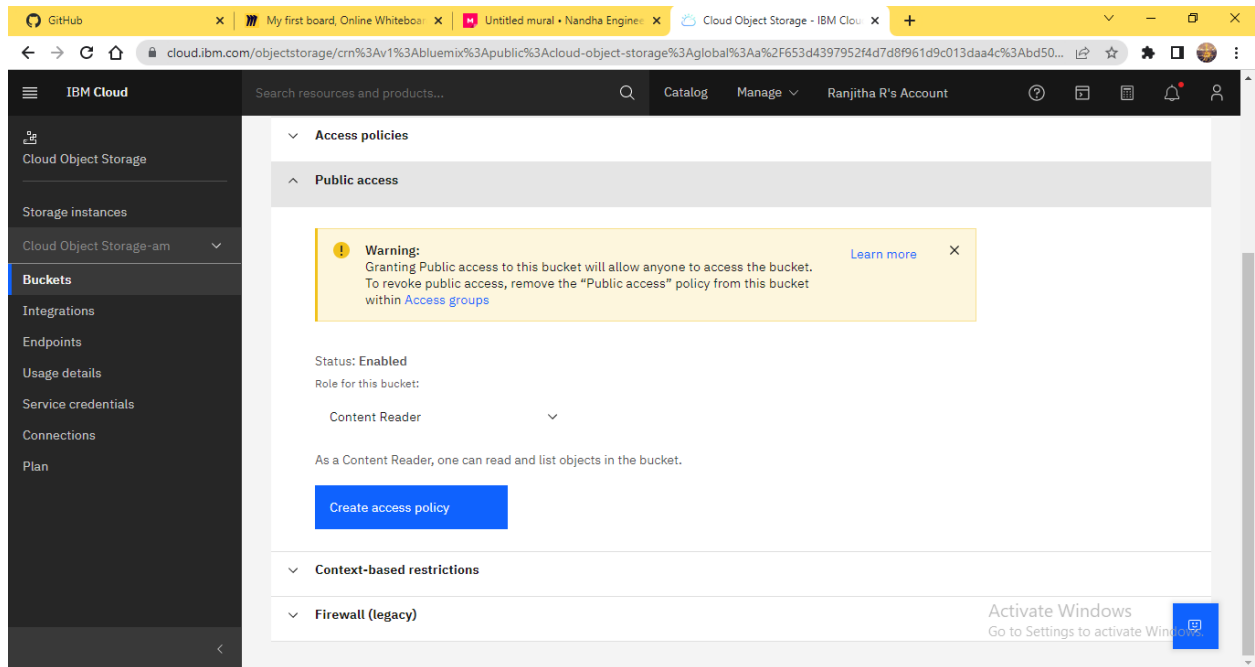 GitHub
My first board, Online Whiteboar
Untitled mural • Nandha Enginee
Cloud Object Storage - IBM Clou
cloud.ibm.com/objectstorage/crn%3Av1%3Abluemix%3Apublic%3Acloud-object-storage%3Aglobal%3Aa%2F653d4397952f4d7d8f961d9c013daa4c%3Abd50...
IBM Cloud
Search resources and products...
Catalog
Manage
Ranjitha R's Account
Cloud Object Storage
Storage instances
Cloud Object Storage-am
Buckets
Integrations
Endpoints
Usage details
Service credentials
Connections
Plan
Access policies
Public access
Warning:
Granting Public access to this bucket will allow anyone to access the bucket.
To revoke public access, remove the “Public access” policy from this bucket
within Access groups
Learn more
Status: Enabled
Role for this bucket:
Content Reader
As a Content Reader, one can read and list objects in the bucket.
Create access policy
Context-based restrictions
Firewall (legacy)
Activate Windows
Go to Settings to activate Windows.